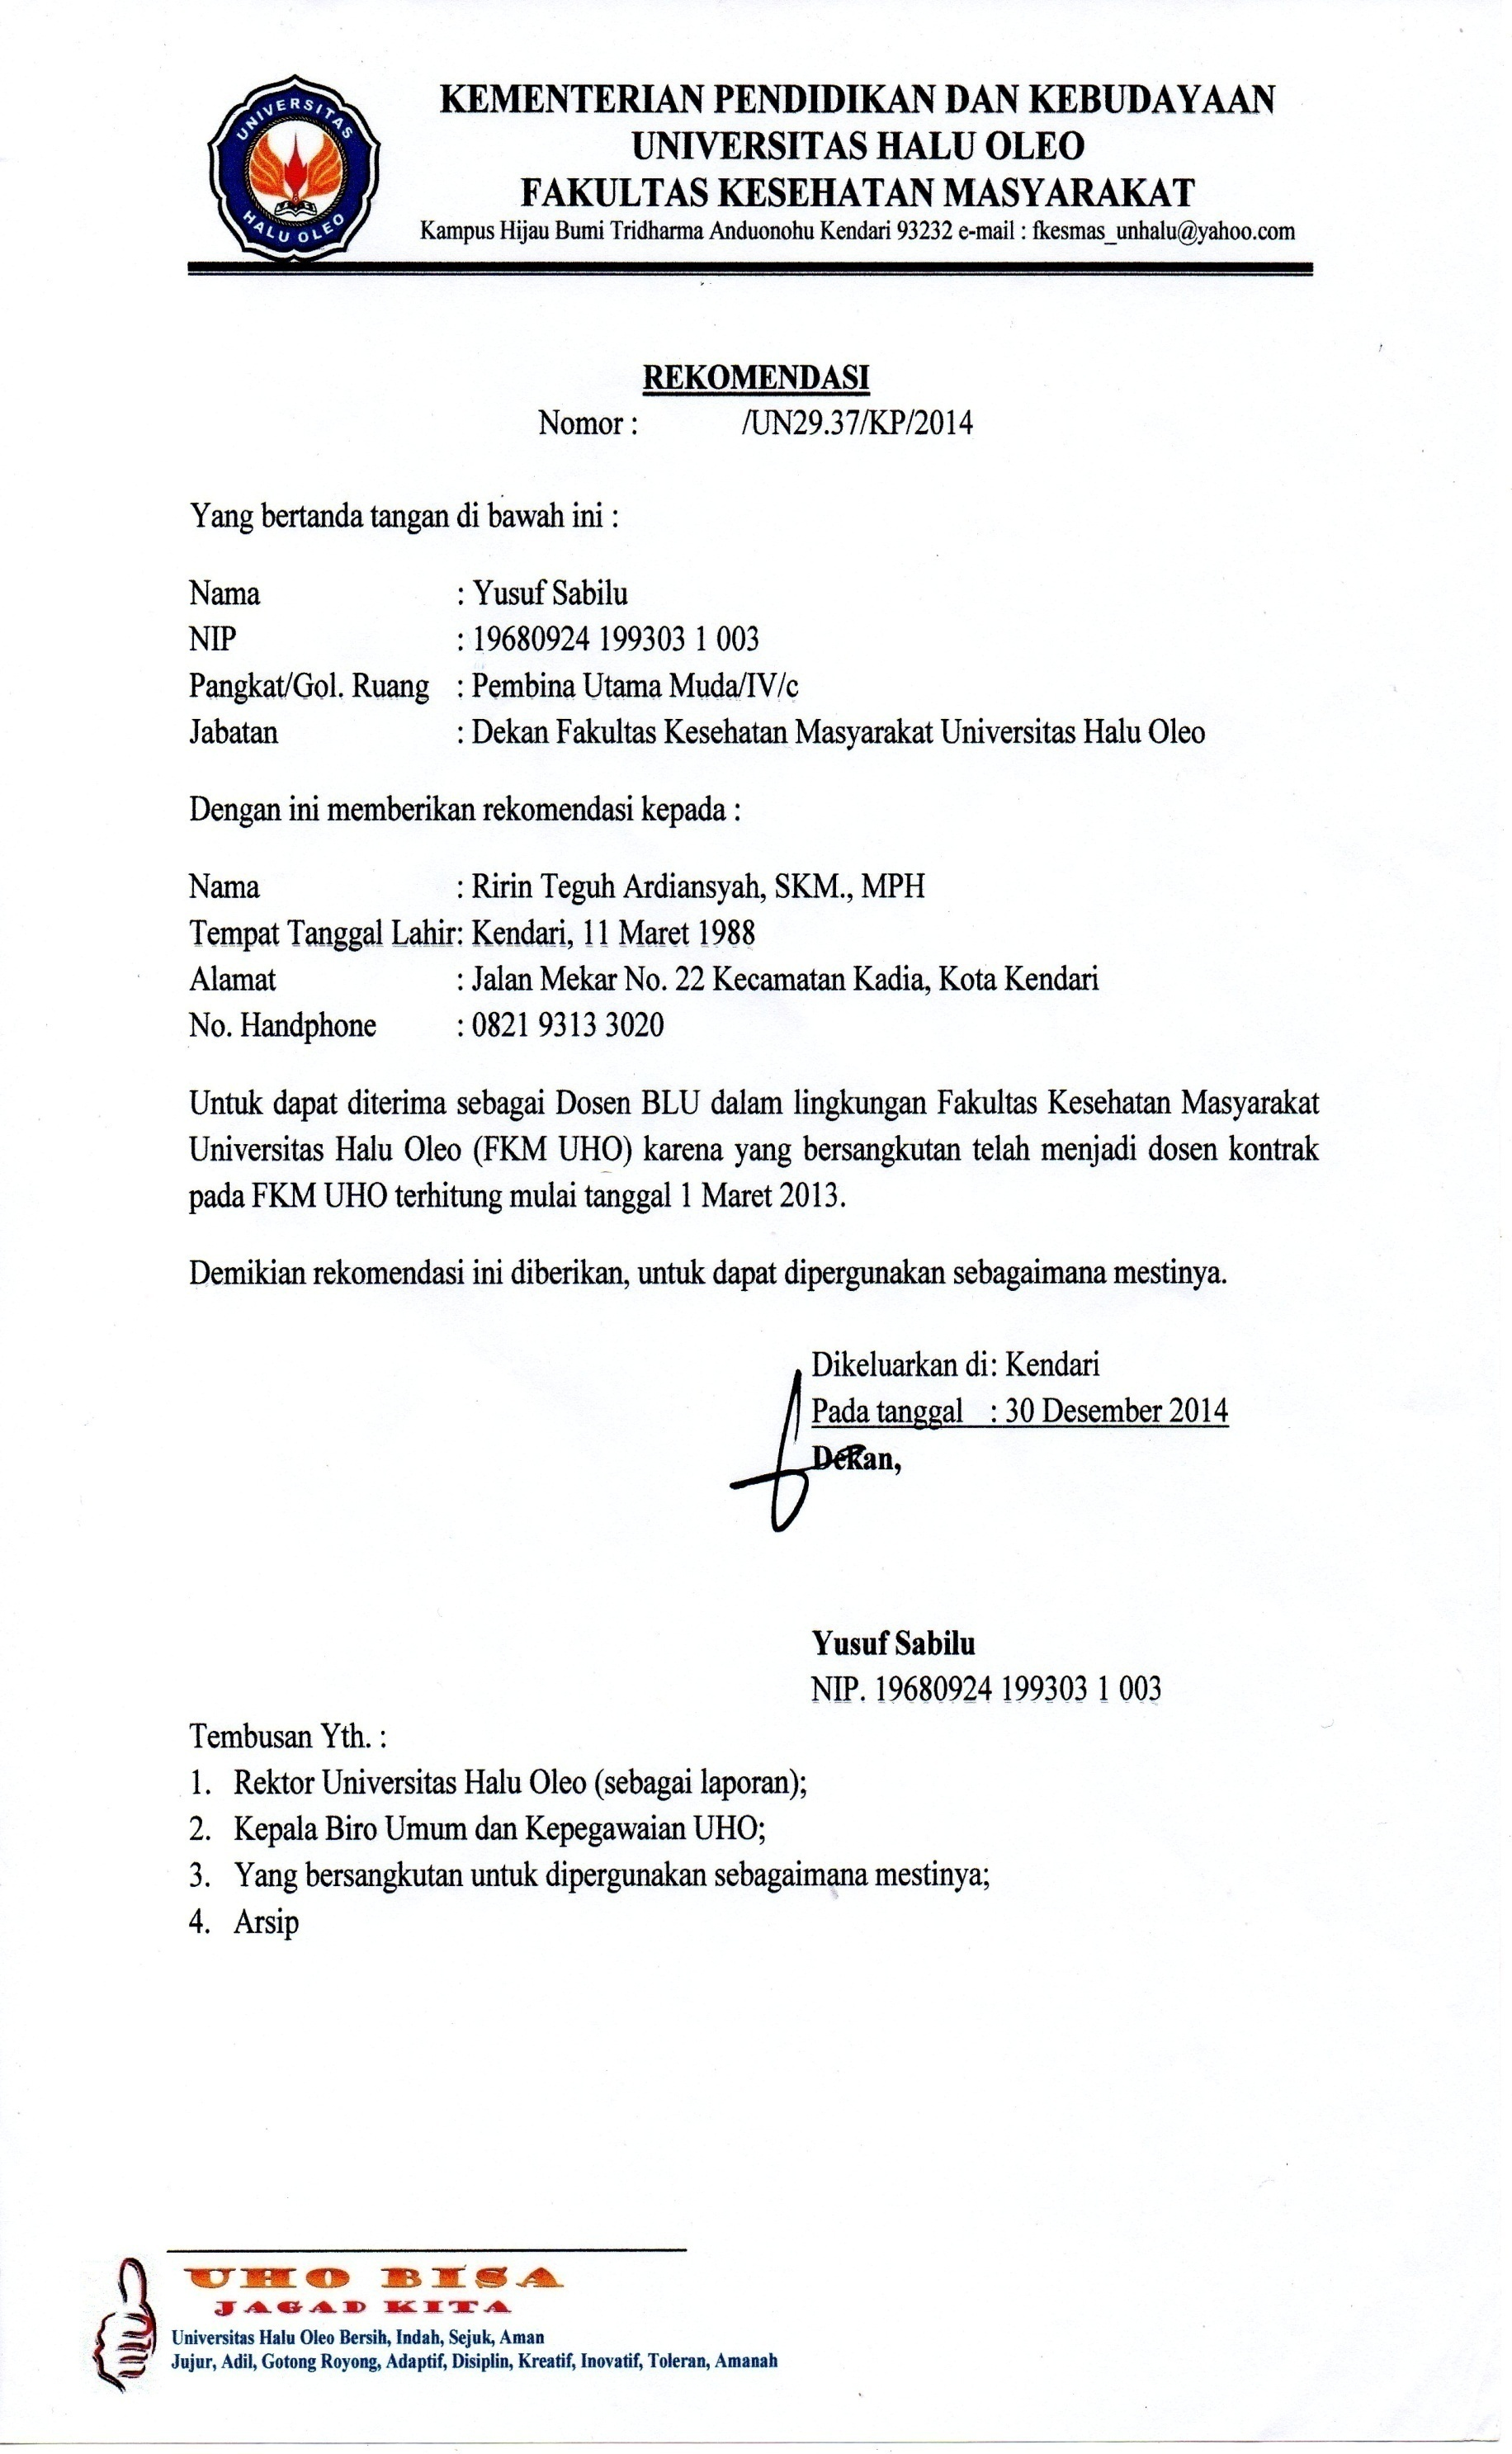 UNIVERSITAS
HALU OLEO
KEMENTERIAN PENDIDIKAN DAN KEBUDAYAAN
UNIVERSITAS HALU OLEO
FAKULTAS KESEHATAN MASYARAKAT
Kampus Hijau Bumi Tridharma Anduonohu Kendari 93232 e-mail : fkesmas_unhalu@yahoo.com
REKOMENDASI
Nomor : /UN29.37/KP/2014
Yang bertanda tangan di bawah ini :
Nama : Yusuf Sabilu
NIP : 19680924 199303 1 003
Pangkat/Gol. Ruang : Pembina Utama Muda/IV/c
Jabatan : Dekan Fakultas Kesehatan Masyarakat Universitas Halu Oleo
Dengan ini memberikan rekomendasi kepada :
Nama : Ririn Teguh Ardiansyah, SKM., MPH
Tempat Tanggal Lahir: Kendari, 11 Maret 1988
Alamat : Jalan Mekar No. 22 Kecamatan Kadia, Kota Kendari
No. Handphone : 0821 9313 3020
Untuk dapat diterima sebagai Dosen BLU dalam lingkungan Fakultas Kesehatan Masyarakat
Universitas Halu Oleo (FKM UHO) karena yang bersangkutan telah menjadi dosen kontrak
pada FKM UHO terhitung mulai tanggal 1 Maret 2013.
Demikian rekomendasi ini diberikan, untuk dapat dipergunakan sebagaimana mestinya.
Dikeluarkan di: Kendari
Pada tanggal : 30 Desember 2014
Dekan,
Yusuf Sabilu
NIP. 19680924 199303 1 003
Tembusan Yth. :
1. Rektor Universitas Halu Oleo (sebagai laporan);
2. Kepala Biro Umum dan Kepegawaian UHO;
3. Yang bersangkutan untuk dipergunakan sebagaimana mestinya;
4. Arsip
UHO BISA
JAGAD KITA
Universitas Halu Oleo Bersih, Indah, Sejuk, Aman
Jujur, Adil, Gotong Royong, Adaptif, Disiplin, Kreatif, Inovatif, Toleran, Amanah